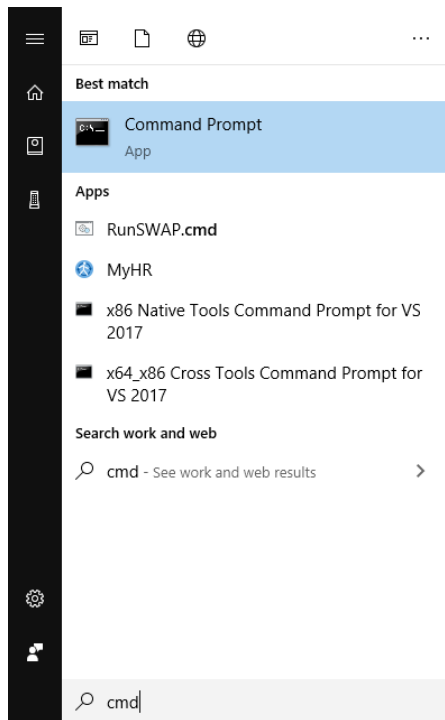 ...
Best match
Command Prompt
App
Apps
RunSWAP.cmd
MyHR
x86 Native Tools Command Prompt for VS
2017
x64_x86 Cross Tools Command Prompt for
VS 2017
Search work and web
cmd - See work and web results
cmd